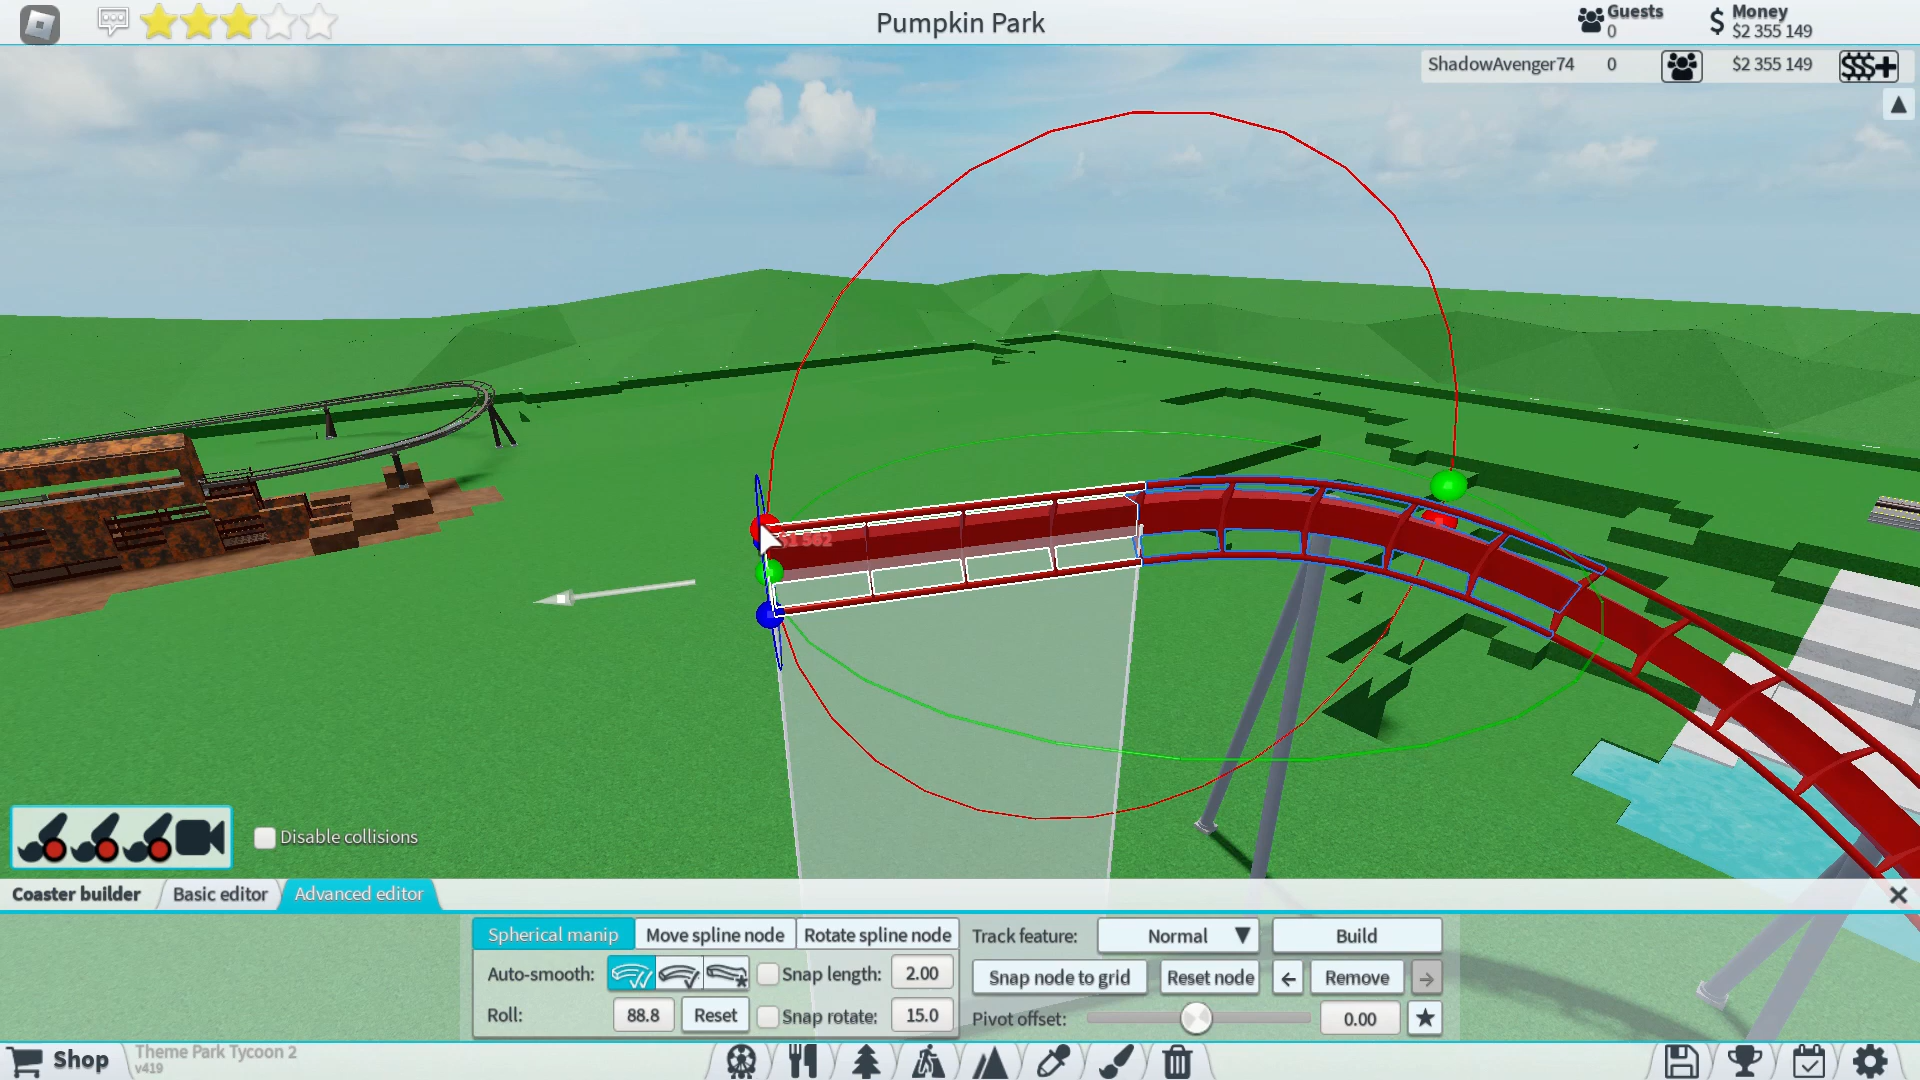 Pumpkin Park
Guests
0
Money
$2 355 149
ShadowAvenger74 0 $2 355 149
$$$+
Disable collisions
Coaster builder Basic editor Advanced editor
Spherical manip Move spline node Rotate spline node
Auto-smooth: Snap length: 2.00
Roll: 88.8 Reset Snap rotate: 15.0
Track feature: Normal Build
Snap node to grid Reset node Remove
Pivot offset: 0.00
Shop
Theme Park Tycoon 2
v419